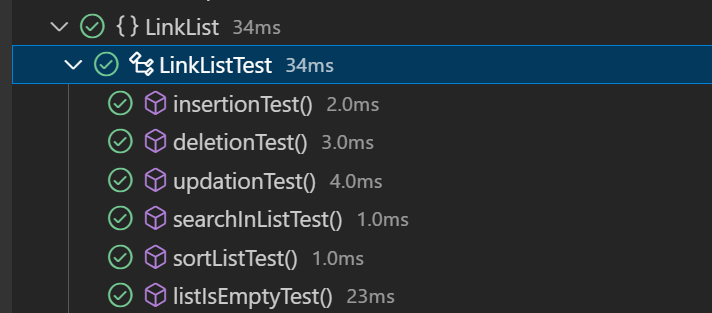 {} LinkList 34ms
LinkListTest 34ms
insertionTest() 2.0ms
deletionTest() 3.0ms
updationTest() 4.0ms
searchInListTest() 1.0ms
sortListTest() 1.0ms
listIsEmptyTest() 23ms